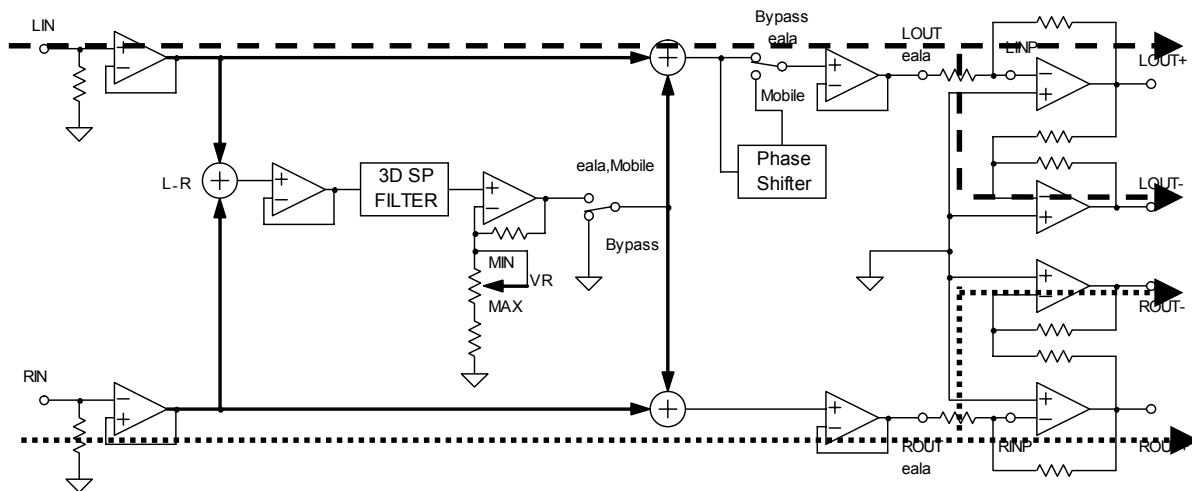 LIN
Bypass
eala
LOUT
eala
LINP
LOUT+
Mobile
Phase
Shifter
L-R
3D SP
FILTER
eala,Mobile
Bypass
LOUT-
MIN
VR
MAX
ROUT-
RIN
ROUT
eala
RINP
ROUT+